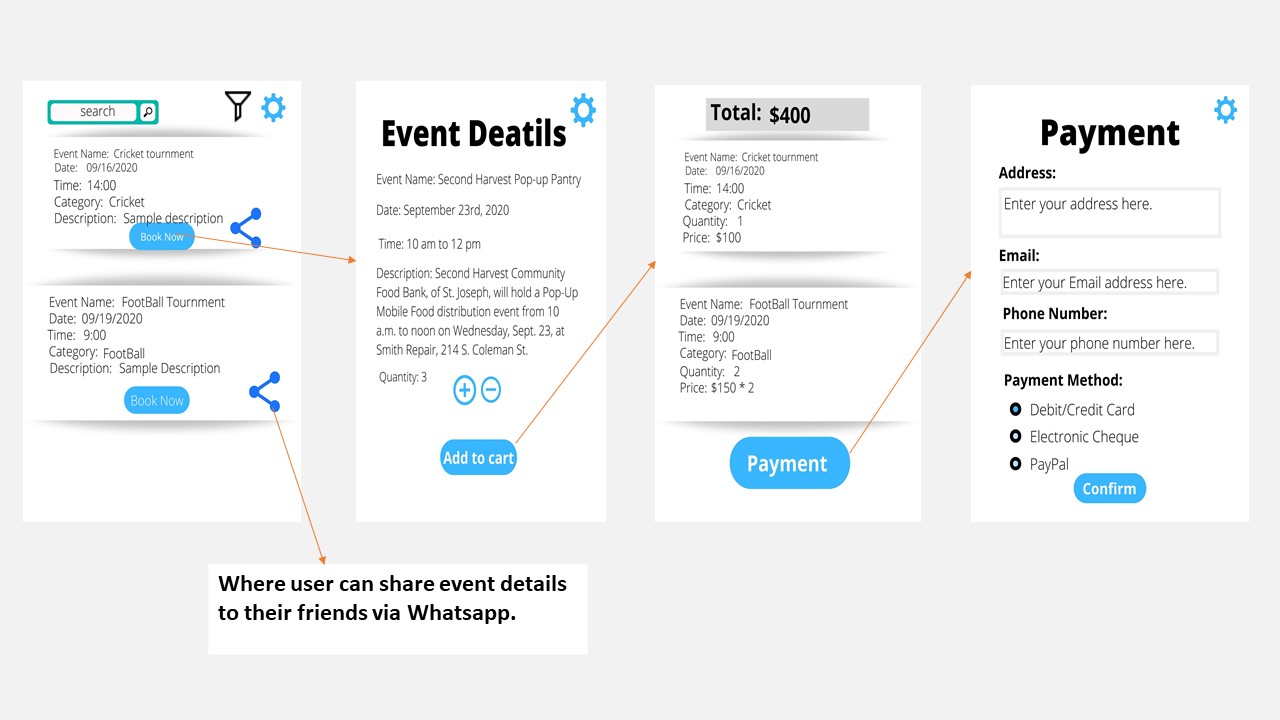 search
Event Name: Cricket tournment
Date: 09/16/2020
Time: 14:00
Category: Cricket
Description: Sample description
Book Now
Event Name: FootBall Tournment
Date: 09/19/2020
Time: 9:00
Category: FootBall
Description: Sample Description
Book Now
Event Deatils
Event Name: Second Harvest Pop-up Pantry
Date: September 23rd, 2020
Time: 10 am to 12 pm
Description: Second Harvest Community
Food Bank, of St. Joseph, will hold a Pop-Up
Mobile Food distribution event from 10
a.m. to noon on Wednesday, Sept. 23, at
Smith Repair, 214 S. Coleman St.
Quantity: 3
Add to cart
Total: $400
Event Name: Cricket tournment
Date: 09/16/2020
Time: 14:00
Category: Cricket
Quantity: 1
Price: $100
Event Name: FootBall Tournment
Date: 09/19/2020
Time: 9:00
Category: FootBall
Quantity: 2
Price: $150 * 2
Payment
Payment
Address:
Enter your address here.
Email:
Enter your Email address here.
Phone Number:
Enter your phone number here.
Payment Method:
Debit/Credit Card
Electronic Cheque
PayPal
Confirm
Where user can share event details
to their friends via Whatsapp.